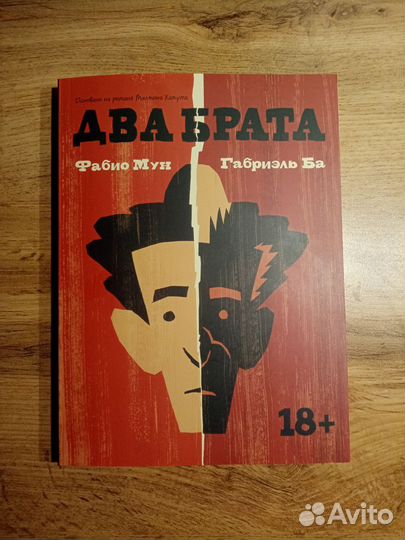 Основано на романе Милтона Хатума
ДВА БРАТА
Фабио Мун Габриэль Ба
18+
Avito